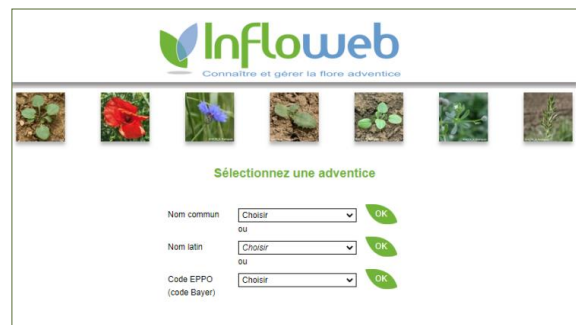 Infloweb
Connaître et gérer la flore adventice
Sélectionnez une adventice
Nom commun Choisir OK
ou
Nom latin Choisir OK
ou
Code EPPO Choisir OK
(code Bayer)